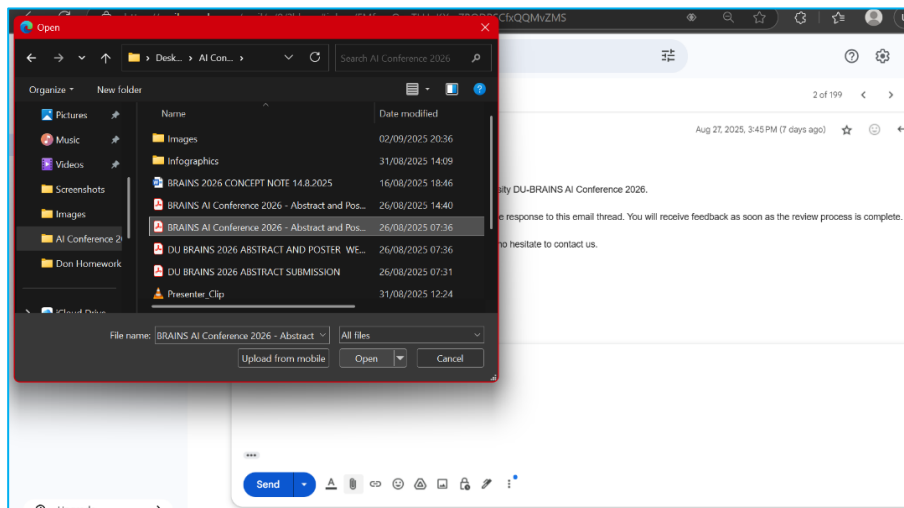 Open
CfxQQMvZMS
Desk... > AI Con... >
Search AI Conference 2026
Organize
New folder
Pictures
Music
Videos
Screenshots
Images
AI Conference 2
Don Homework
iCloud Drive
Name
Date modified
Images 02/09/2025 20:36
Infographics 31/08/2025 14:09
BRAINS 2026 CONCEPT NOTE 14.8.2025 16/08/2025 18:46
BRAINS AI Conference 2026 - Abstract and Pos... 26/08/2025 14:40
BRAINS AI Conference 2026 - Abstract and Pos... 26/08/2025 07:36
DU BRAINS 2026 ABSTRACT AND POSTER WE... 26/08/2025 07:36
DU BRAINS 2026 ABSTRACT SUBMISSION 26/08/2025 07:31
Presenter_Clip 31/08/2025 12:24
File name: BRAINS AI Conference 2026 - Abstract
All files
Upload from mobile
Open
Cancel
2 of 199
Aug 27, 2025, 3:45 PM (7 days ago)
sity DU-BRAINS AI Conference 2026.
e response to this email thread. You will receive feedback as soon as the review process is complete.
no hesitate to contact us.
Send